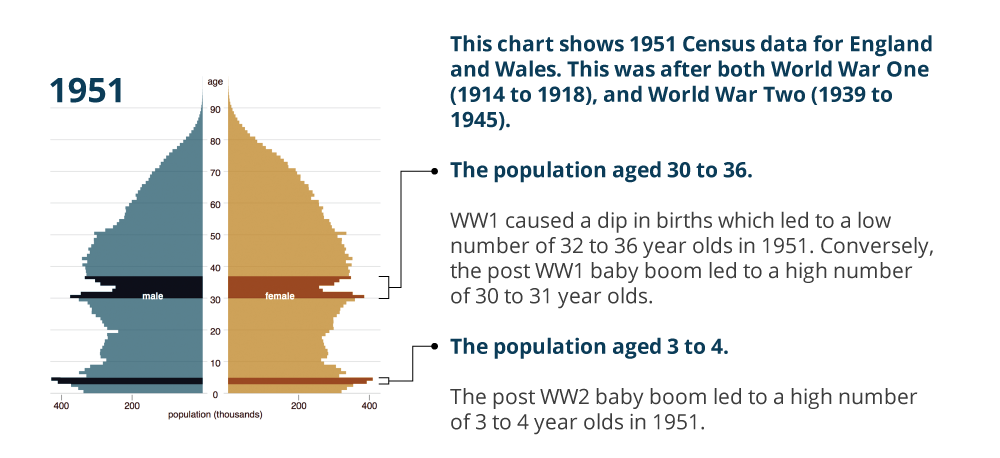 This chart shows 1951 Census data for England
and Wales. This was after both World War One
(1914 to 1918), and World War Two (1939 to
1945).
1951
age
90
80
70
60
50
40
30
20
10
0
male
female
400
200
200
400
population (thousands)
The population aged 30 to 36.
WW1 caused a dip in births which led to a low
number of 32 to 36 year olds in 1951. Conversely,
the post WW1 baby boom led to a high number
of 30 to 31 year olds.
The population aged 3 to 4.
The post WW2 baby boom led to a high number
of 3 to 4 year olds in 1951.